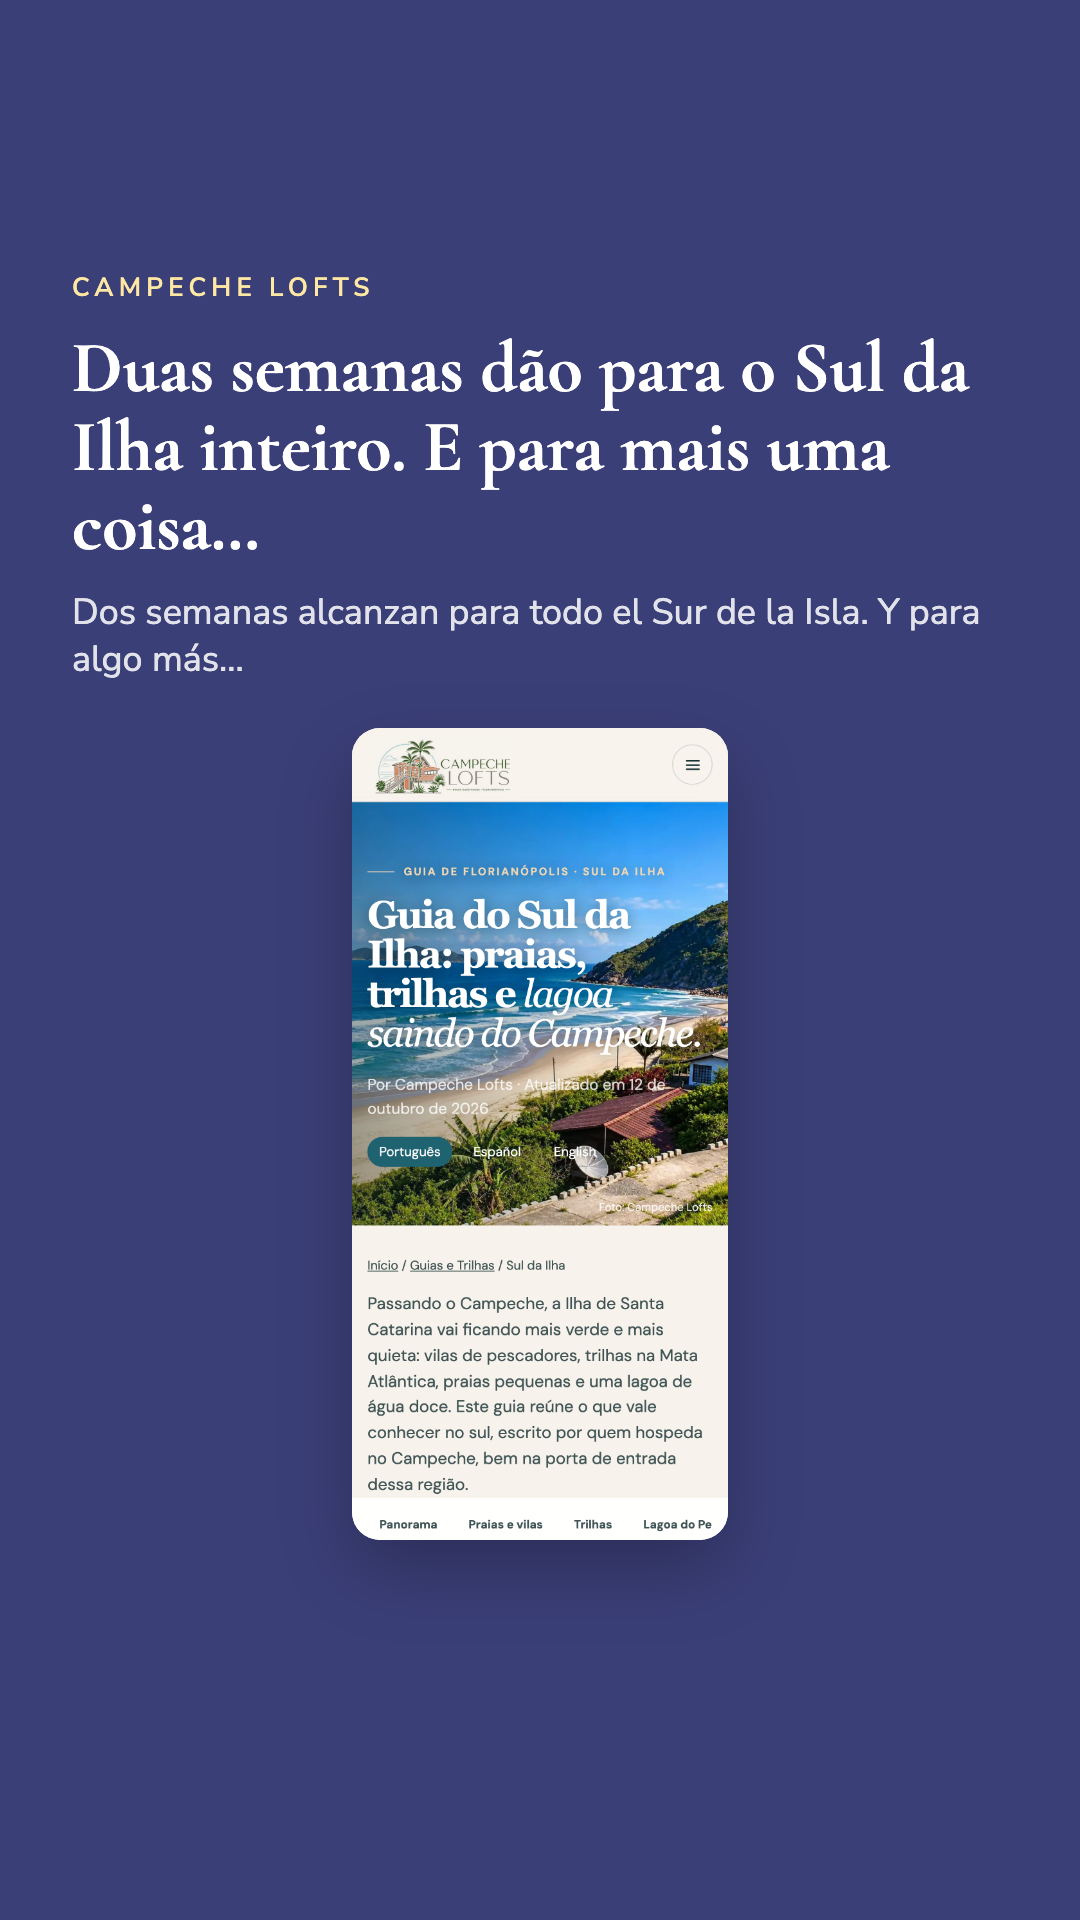 CAMPECHE LOFTS
Duas semanas dão para o Sul da
Ilha inteiro. E para mais uma
coisa...
Dos semanas alcanzan para todo el Sur de la Isla. Y para
algo más...
CAMPECHE
LOFTS
GUIA DE FLORIANÓPOLIS · SUL DA ILHA
Guia do Sul da
Ilha: praias,
trilhas e lagoa
saindo do Campeche.
Por Campeche Lofts · Atualizado em 12 de
outubro de 2026
Português Español English
Foto: Campeche Lofts
Início / Guias e Trilhas / Sul da Ilha
Passando o Campeche, a Ilha de Santa
Catarina vai ficando mais verde e mais
quieta: vilas de pescadores, trilhas na Mata
Atlântica, praias pequenas e uma lagoa de
água doce. Este guia reúne o que vale
conhecer no sul, escrito por quem hospeda
no Campeche, bem na porta de entrada
dessa região.
Panorama Praias e vilas Trilhas Lagoa do Pe